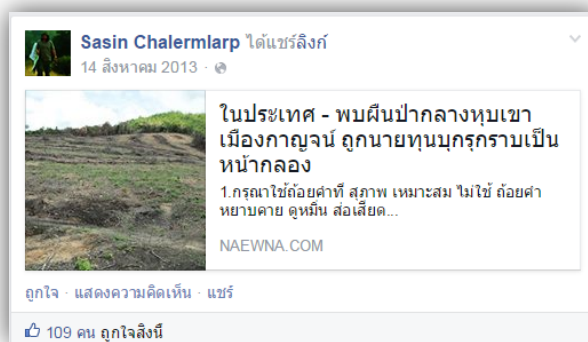 Sasin Chalermlarp ได้แชร์ลิงก์
14 สิงหาคม 2013 ·
ในประเทศ - พบผืนป่ากลางหุบเขา
เมืองกาญจน์ ถูกนายทุนบุกรุกราบเป็น
หน้ากลอง
1.กรุณาใช้ถ้อยคำที่ สุภาพ เหมาะสม ไม่ใช้ ถ้อยคำ
หยาบคาย ดูหมิ่น ส่อเสียด...
NAEWNA.COM
ถูกใจ · แสดงความคิดเห็น · แชร์
109 คน ถูกใจสิ่งนี้